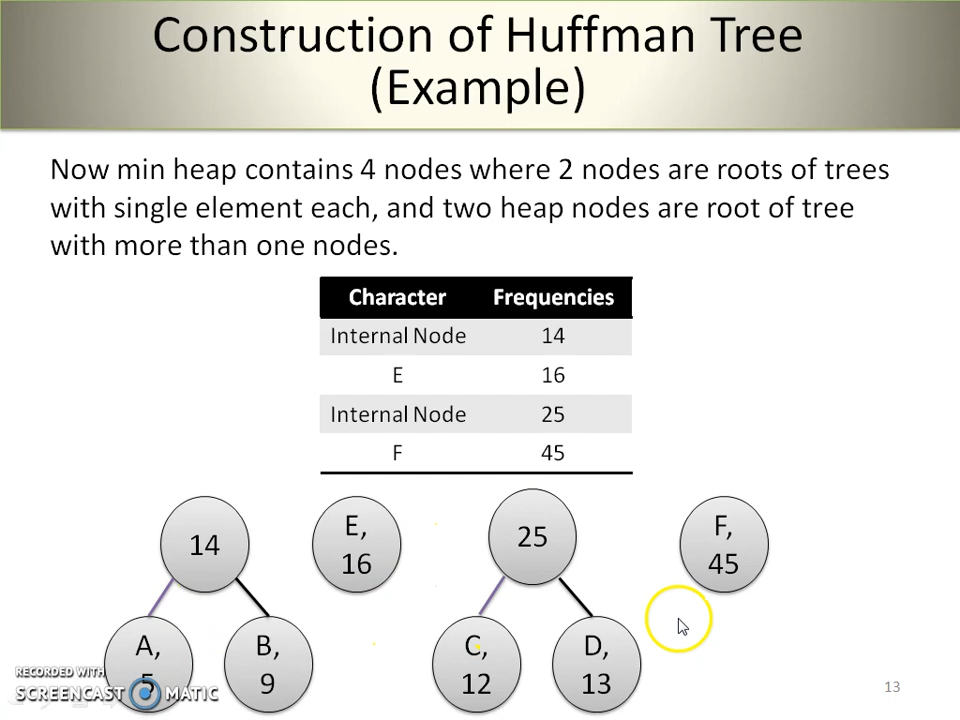 Construction of Huffman Tree
(Example)
Now min heap contains 4 nodes where 2 nodes are roots of trees
with single element each, and two heap nodes are root of tree
with more than one nodes.
Character Frequencies
Internal Node 14
E 16
Internal Node 25
F 45
14
E,
16
25
F,
45
A,
5
B,
9
C,
12
D,
13
RECORDED WITH
SCREENCAST MATIC
13